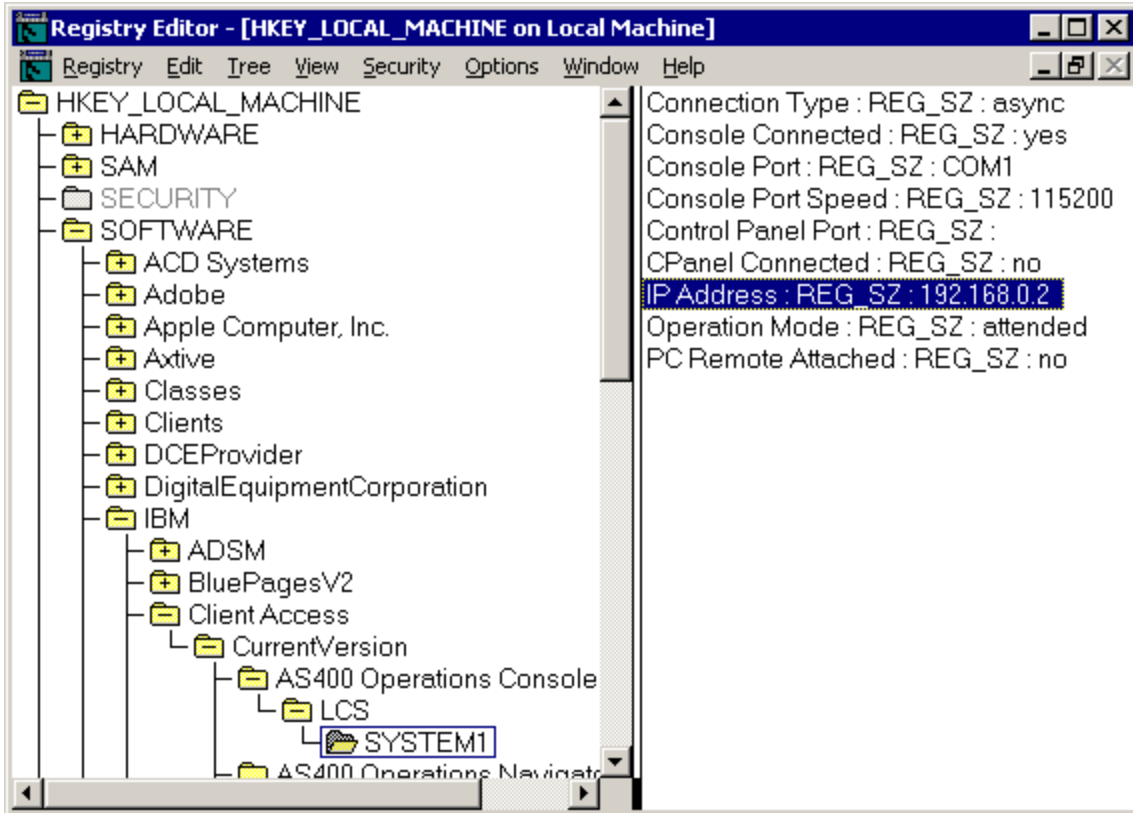 Registry Editor - [HKEY_LOCAL_MACHINE on Local Machine]
Registry Edit Tree View Security Options Window Help
HKEY_LOCAL_MACHINE
HARDWARE
SAM
SECURITY
SOFTWARE
ACD Systems
Adobe
Apple Computer, Inc.
Axtive
Classes
Clients
DCEProvider
DigitalEquipmentCorporation
IBM
ADSM
BluePagesV2
Client Access
CurrentVersion
AS400 Operations Console
LCS
SYSTEM1
AS400 Operations Navigato
Connection Type : REG_SZ : async
Console Connected : REG_SZ : yes
Console Port : REG_SZ : COM1
Console Port Speed : REG_SZ : 115200
Control Panel Port : REG_SZ :
CPanel Connected : REG_SZ : no
IP Address : REG_SZ : 192.168.0.2
Operation Mode : REG_SZ : attended
PC Remote Attached : REG_SZ : no